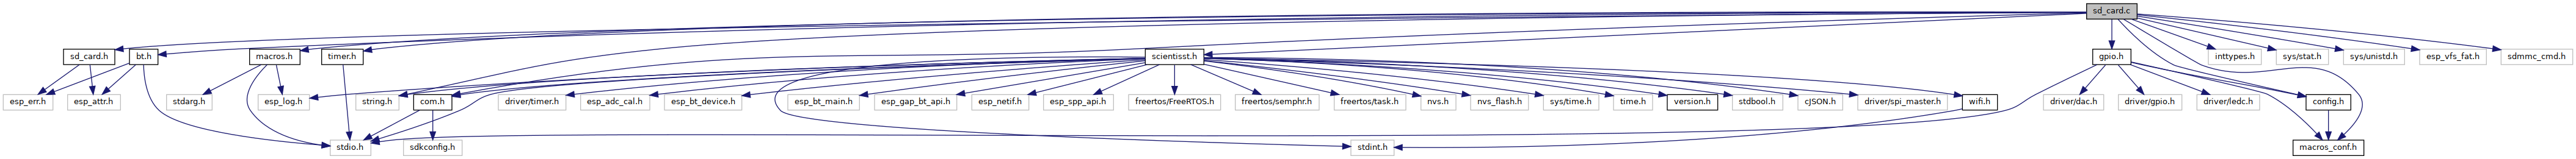 sd_card.c
sd_card.h
bt.h
macros.h
timer.h
scientisst.h
gpio.h
inttypes.h
sys/stat.h
sys/unistd.h
esp_vfs_fat.h
sdmmc_cmd.h
esp_err.h
esp_attr.h
stdarg.h
esp_log.h
string.h
com.h
driver/timer.h
esp_adc_cal.h
esp_bt_device.h
esp_bt_main.h
esp_gap_bt_api.h
esp_netif.h
esp_spp_api.h
freertos/FreeRTOS.h
freertos/semphr.h
freertos/task.h
nvs.h
nvs_flash.h
sys/time.h
time.h
version.h
stdbool.h
cJSON.h
driver/spi_master.h
wifi.h
driver/dac.h
driver/gpio.h
driver/ledc.h
config.h
stdio.h
sdkconfig.h
stdint.h
macros_conf.h